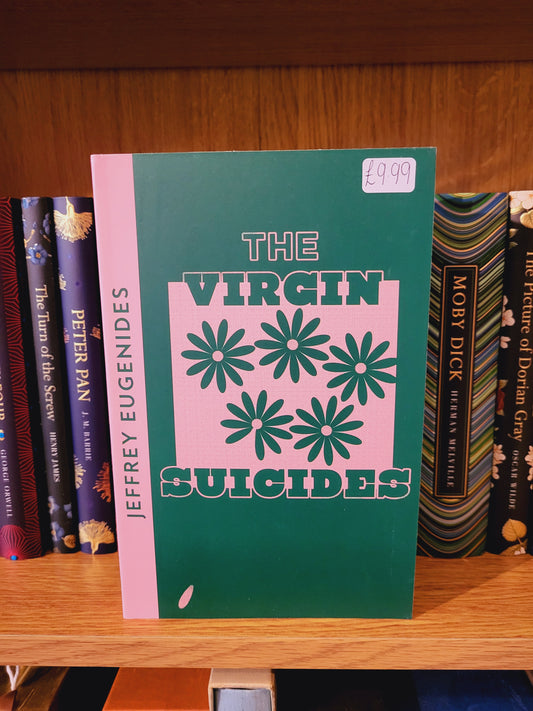 £9.99
THE
VIRGIN
SUICIDES
JEFFREY EUGENIDES
GEORGE ORWELL
The Turn of the Screw
HENRY JAMES
PETER PAN
J. M. BARRIE
MOBY DICK
HERMAN MELVILLE
The Picture of Dorian Gray
OSCAR WILDE